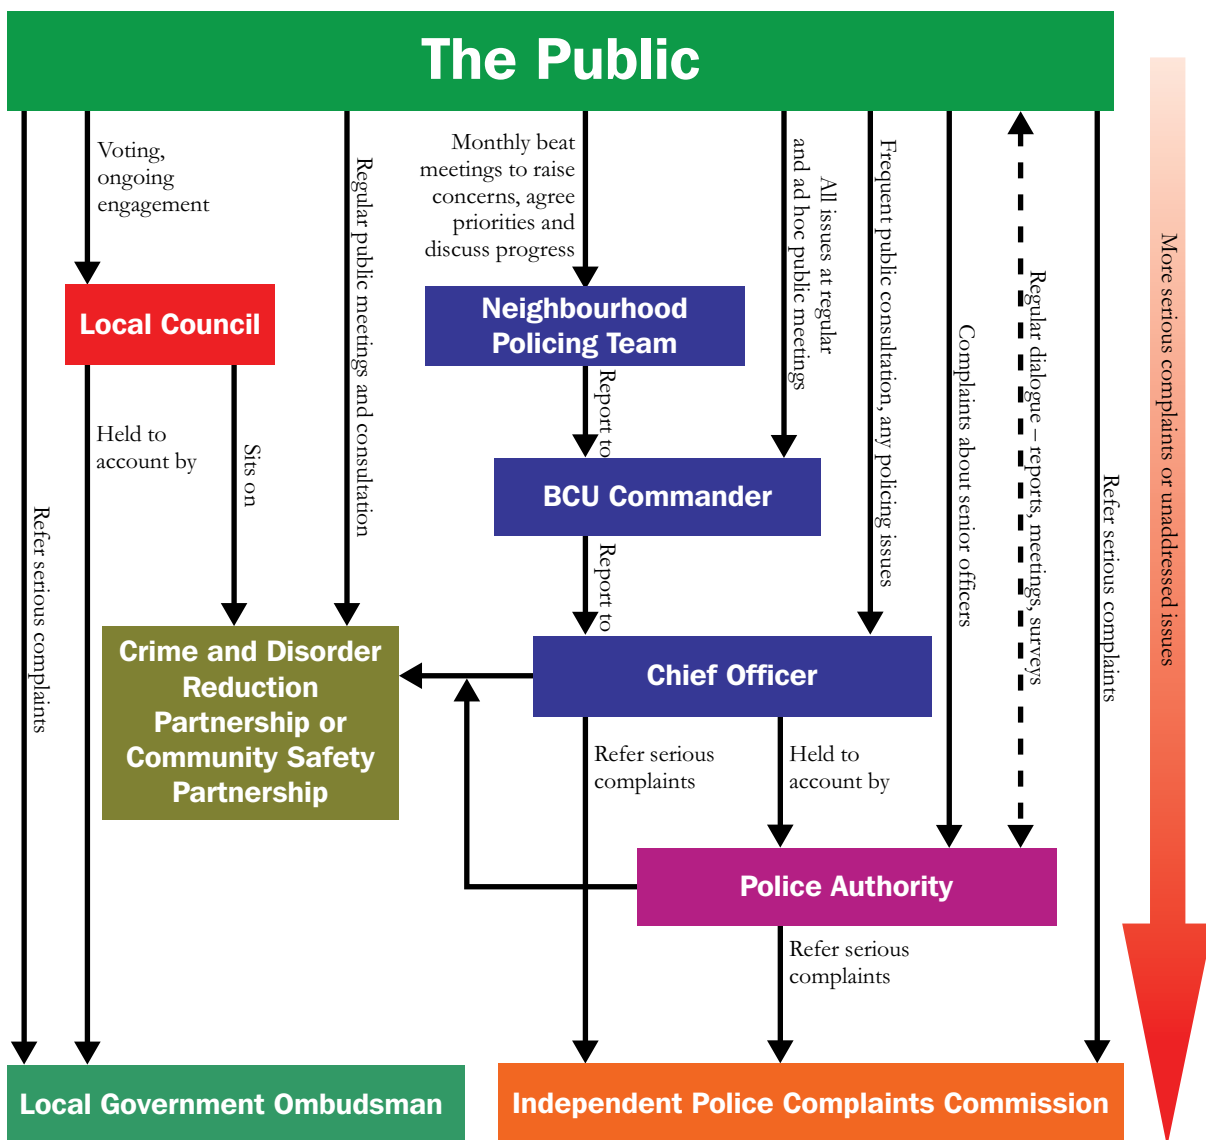 The Public
Voting,
ongoing
engagement
Regular public meetings and consultation
Monthly beat
meetings to raise
concerns, agree
priorities and
discuss progress
All issues at regular
and ad hoc public meetings
Frequent public consultation, any policing issues
Complaints about senior officers
Regular dialogue – reports, meetings, surveys
Refer serious complaints
More serious complaints or unaddressed issues
Local Council
Neighbourhood
Policing Team
Held to
account by
Sits on
Report to
BCU Commander
Refer serious complaints
Report to
Crime and Disorder
Reduction
Partnership or
Community Safety
Partnership
Chief Officer
Refer serious
complaints
Held to
account by
Police Authority
Refer serious
complaints
Local Government Ombudsman
Independent Police Complaints Commission